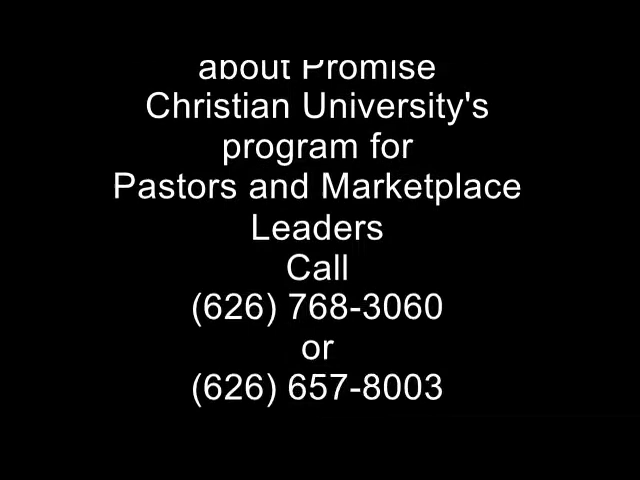 about Promise
Christian University's
program for
Pastors and Marketplace
Leaders
Call
(626) 768-3060
or
(626) 657-8003